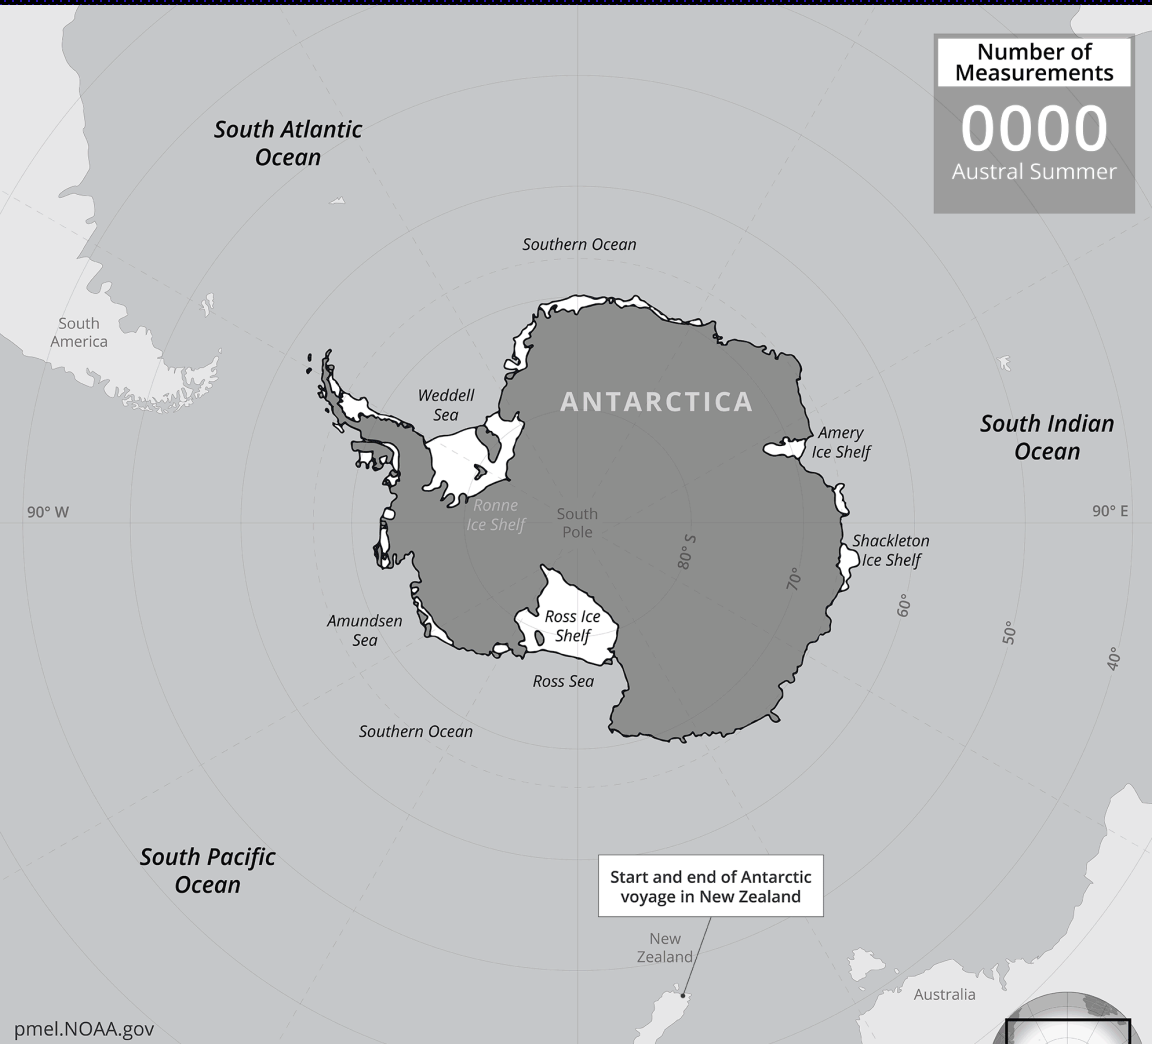 Number of
Measurements
0000
Austral Summer
South Atlantic
Ocean
Southern Ocean
South
America
Weddell
Sea
ANTARCTICA
Amery
Ice Shelf
South Indian
Ocean
Ronne
Ice Shelf
South
Pole
90° W
90° E
80° S
70°
60°
50°
40°
Shackleton
Ice Shelf
Amundsen
Sea
Ross Ice
Shelf
Ross Sea
Southern Ocean
South Pacific
Ocean
Start and end of Antarctic
voyage in New Zealand
New
Zealand
Australia
pmel.NOAA.gov